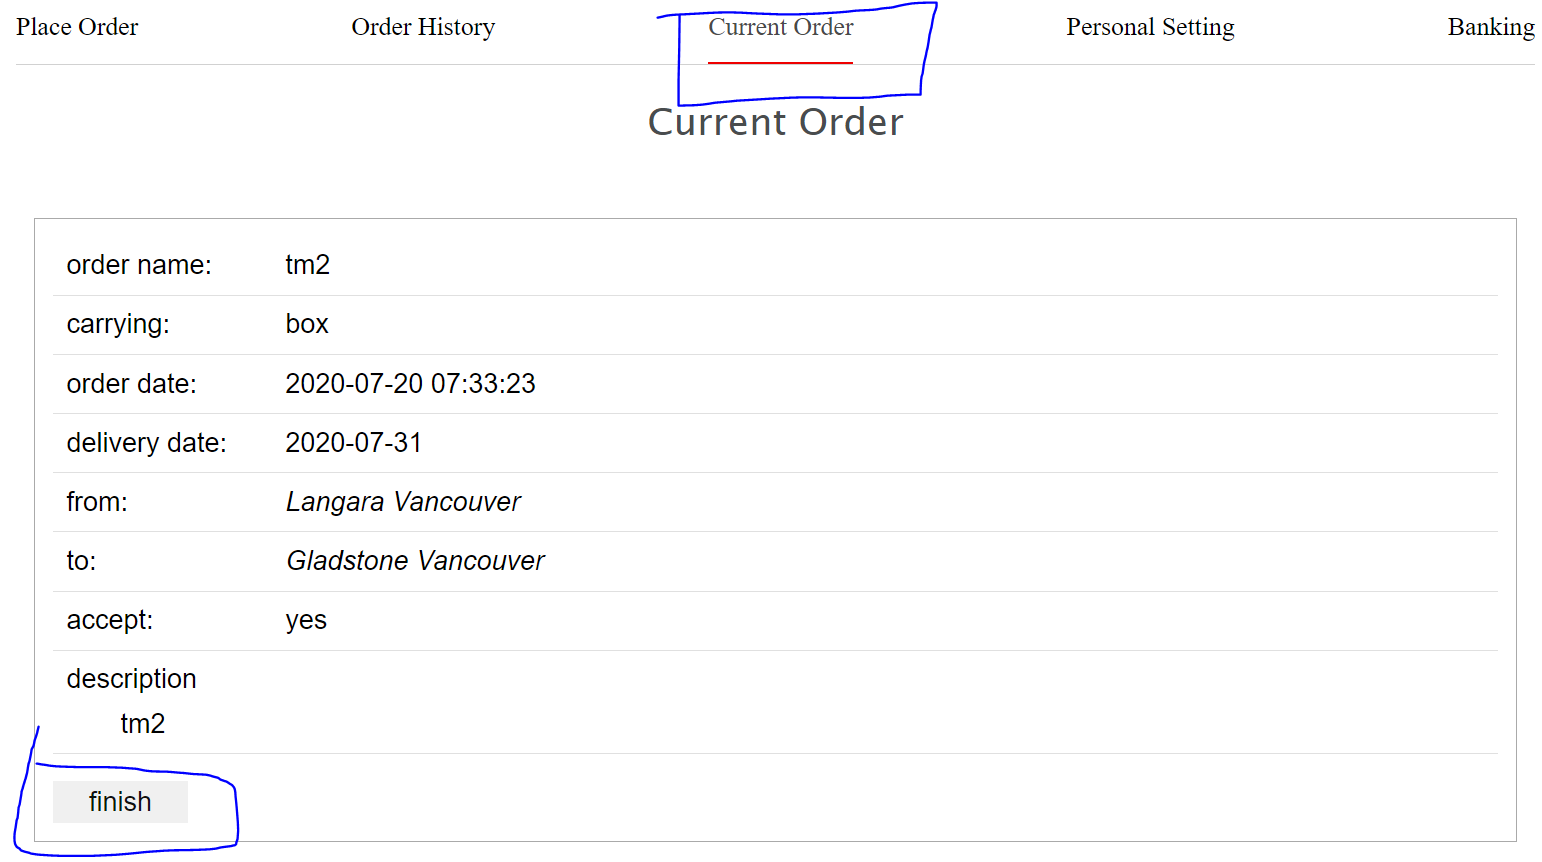 Place Order Order History Current Order Personal Setting Banking
Current Order
order name: tm2
carrying: box
order date: 2020-07-20 07:33:23
delivery date: 2020-07-31
from: Langara Vancouver
to: Gladstone Vancouver
accept: yes
description
tm2
finish